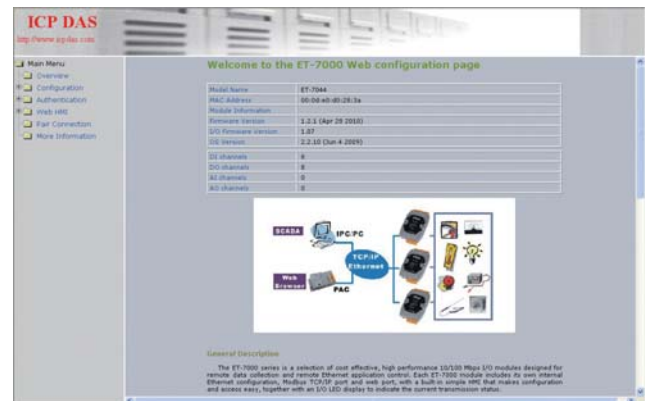 ICP DAS
http://www.icpdas.com
Main Menu
Overview
Configuration
Authentication
Web HMI
Pair Connection
More Information
Welcome to the ET-7000 Web configuration page
Model Name ET-7044
MAC Address 00:0d:e0:d0:26:3a
Module Information
Firmware Version 1.2.1 (Apr 29 2010)
I/O Firmware Version 1.07
OS Version 2.2.10 (Jun 4 2009)
DI channels 8
DO channels 8
AI channels 0
AO channels 0
SCADA
IPC/PC
TCP/IP
Ethernet
Web
Browser
PAC
General Description
The ET-7000 series is a selection of cost effective, high performance 10/100 Mbps I/O modules designed for
remote data collection and remote Ethernet application control. Each ET-7000 module includes its own internal
Ethernet configuration, Modbus TCP/IP port and web port, with a built-in simple HMI that makes configuration
and access easy, together with an I/O LED display to indicate the current transmission status.